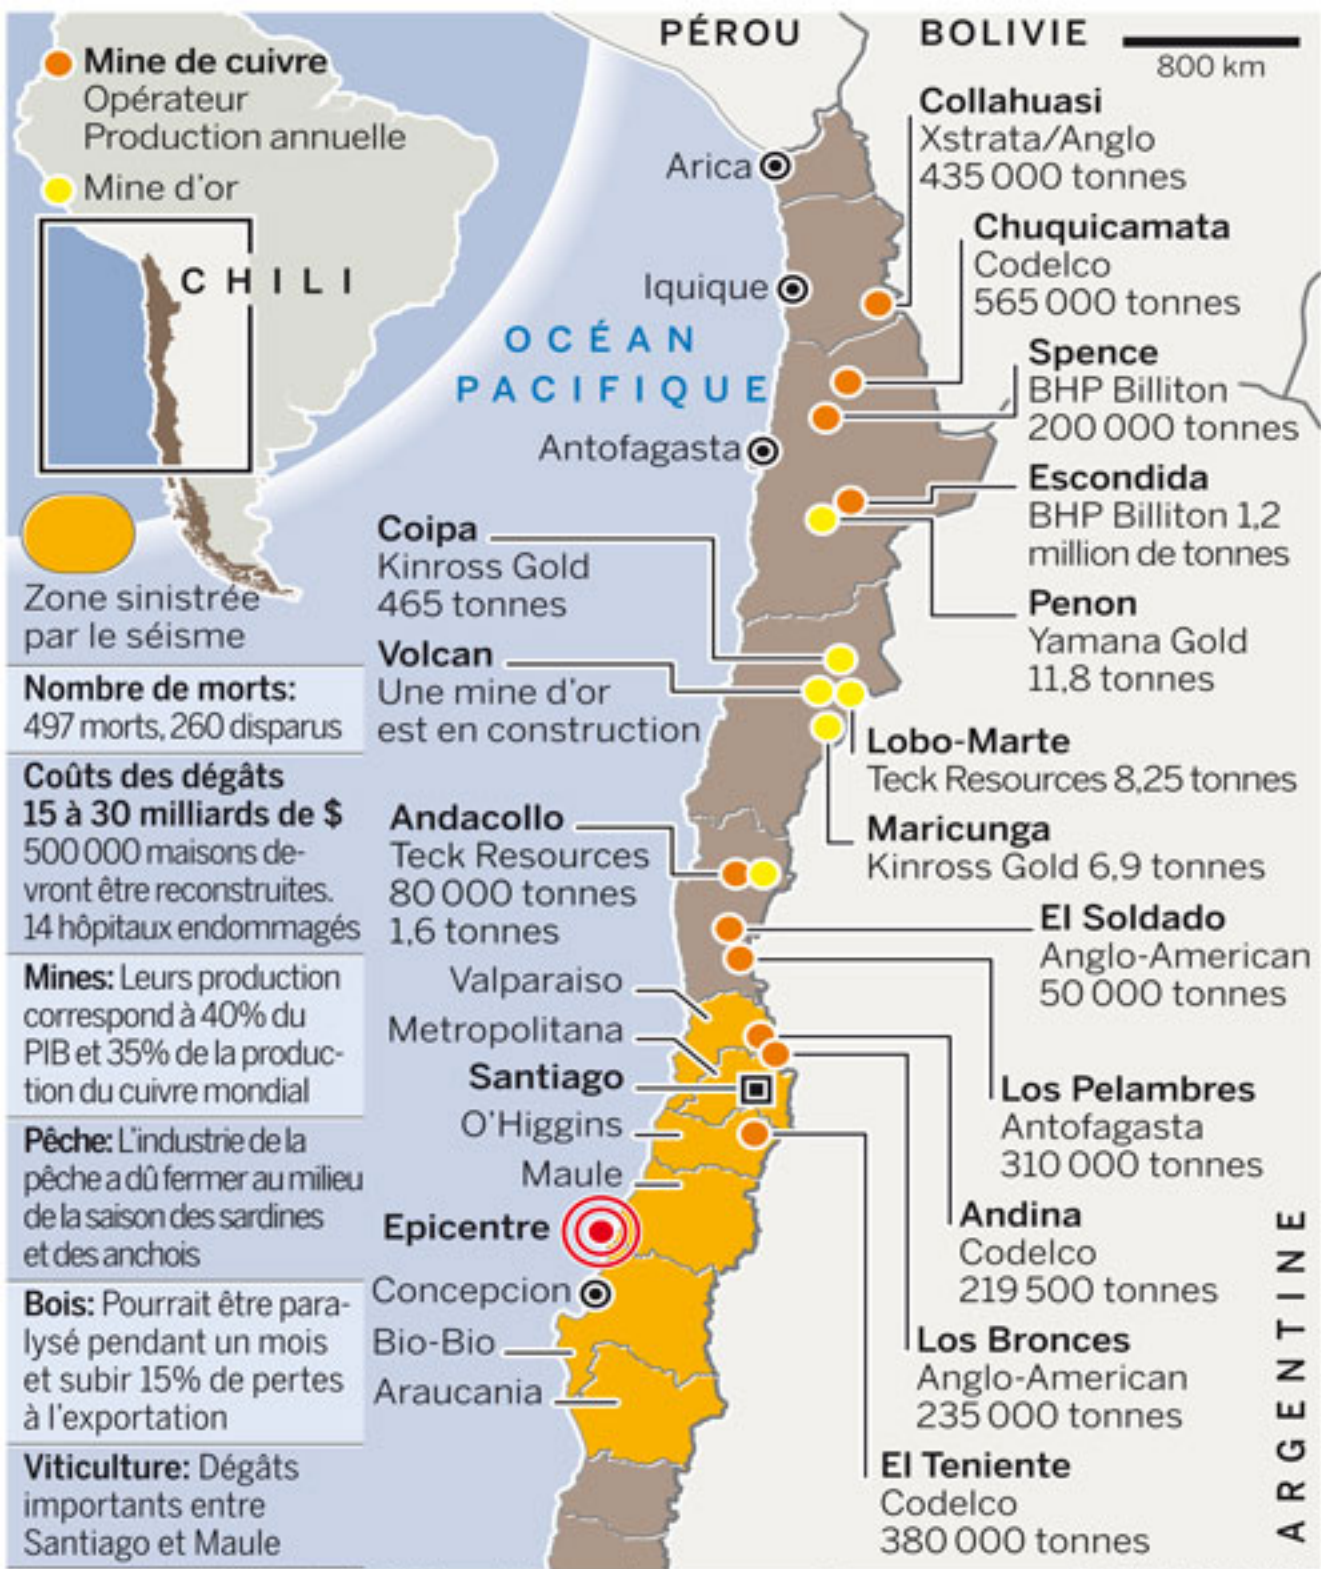 Mine de cuivre
Opérateur
Production annuelle
Mine d'or
CHILI
Zone sinistrée
par le séisme
Nombre de morts:
497 morts, 260 disparus
Coûts des dégâts
15 à 30 milliards de $
500 000 maisons de-
vront être reconstruites.
14 hôpitaux endommagés
Mines: Leurs production
correspond à 40% du
PIB et 35% de la produc-
tion du cuivre mondial
Pêche: L'industrie de la
pêche a dû fermer au milieu
de la saison des sardines
et des anchois
Bois: Pourrait être para-
lysé pendant un mois
et subir 15% de pertes
à l'exportation
Viticulture: Dégâts
importants entre
Santiago et Maule
PÉROU
BOLIVIE
800 km
Arica
Iquique
OCÉAN
PACIFIQUE
Antofagasta
Coipa
Kinross Gold
465 tonnes
Volcan
Une mine d'or
est en construction
Andacollo
Teck Resources
80 000 tonnes
1,6 tonnes
Valparaiso
Metropolitana
Santiago
O'Higgins
Maule
Epicentre
Concepcion
Bio-Bio
Araucania
Collahuasi
Xstrata/Anglo
435 000 tonnes
Chuquicamata
Codelco
565 000 tonnes
Spence
BHP Billiton
200 000 tonnes
Escondida
BHP Billiton 1,2
million de tonnes
Penon
Yamana Gold
11,8 tonnes
Lobo-Marte
Teck Resources 8,25 tonnes
Maricunga
Kinross Gold 6,9 tonnes
El Soldado
Anglo-American
50 000 tonnes
Los Pelambres
Antofagasta
310 000 tonnes
Andina
Codelco
219 500 tonnes
Los Bronces
Anglo-American
235 000 tonnes
El Teniente
Codelco
380 000 tonnes
ARGENTINE